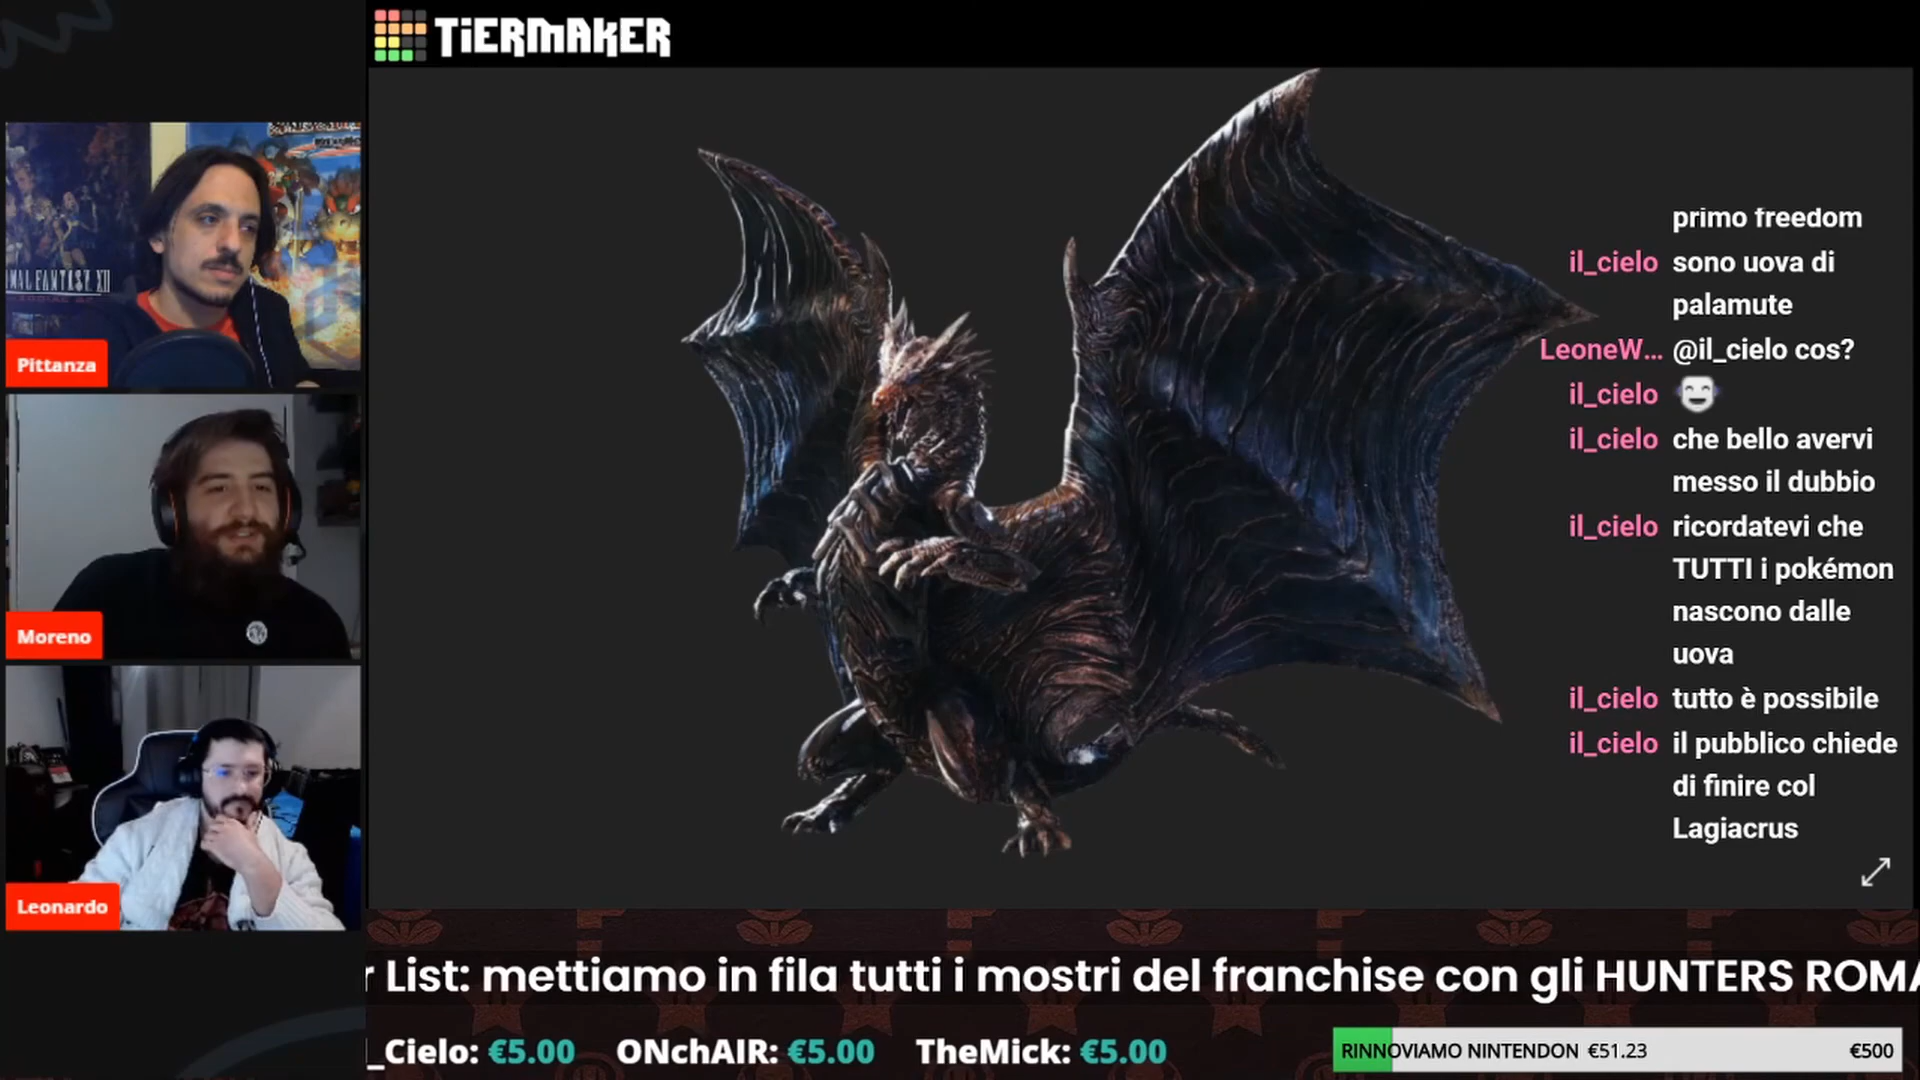 TiERMAKER
FINAL FANTASY XII
Pittanza
Moreno
Leonardo
primo freedom
il_cielo sono uova di
palamute
LeoneW... @il_cielo cos?
il_cielo
il_cielo che bello avervi
messo il dubbio
il_cielo ricordatevi che
TUTTI i pokémon
nascono dalle
uova
il_cielo tutto è possibile
il_cielo il pubblico chiede
di finire col
Lagiacrus
r List: mettiamo in fila tutti i mostri del franchise con gli HUNTERS ROMA
_Cielo: €5.00 ONchAIR: €5.00 TheMick: €5.00
RINNOVIAMO NINTENDON €51.23 €500